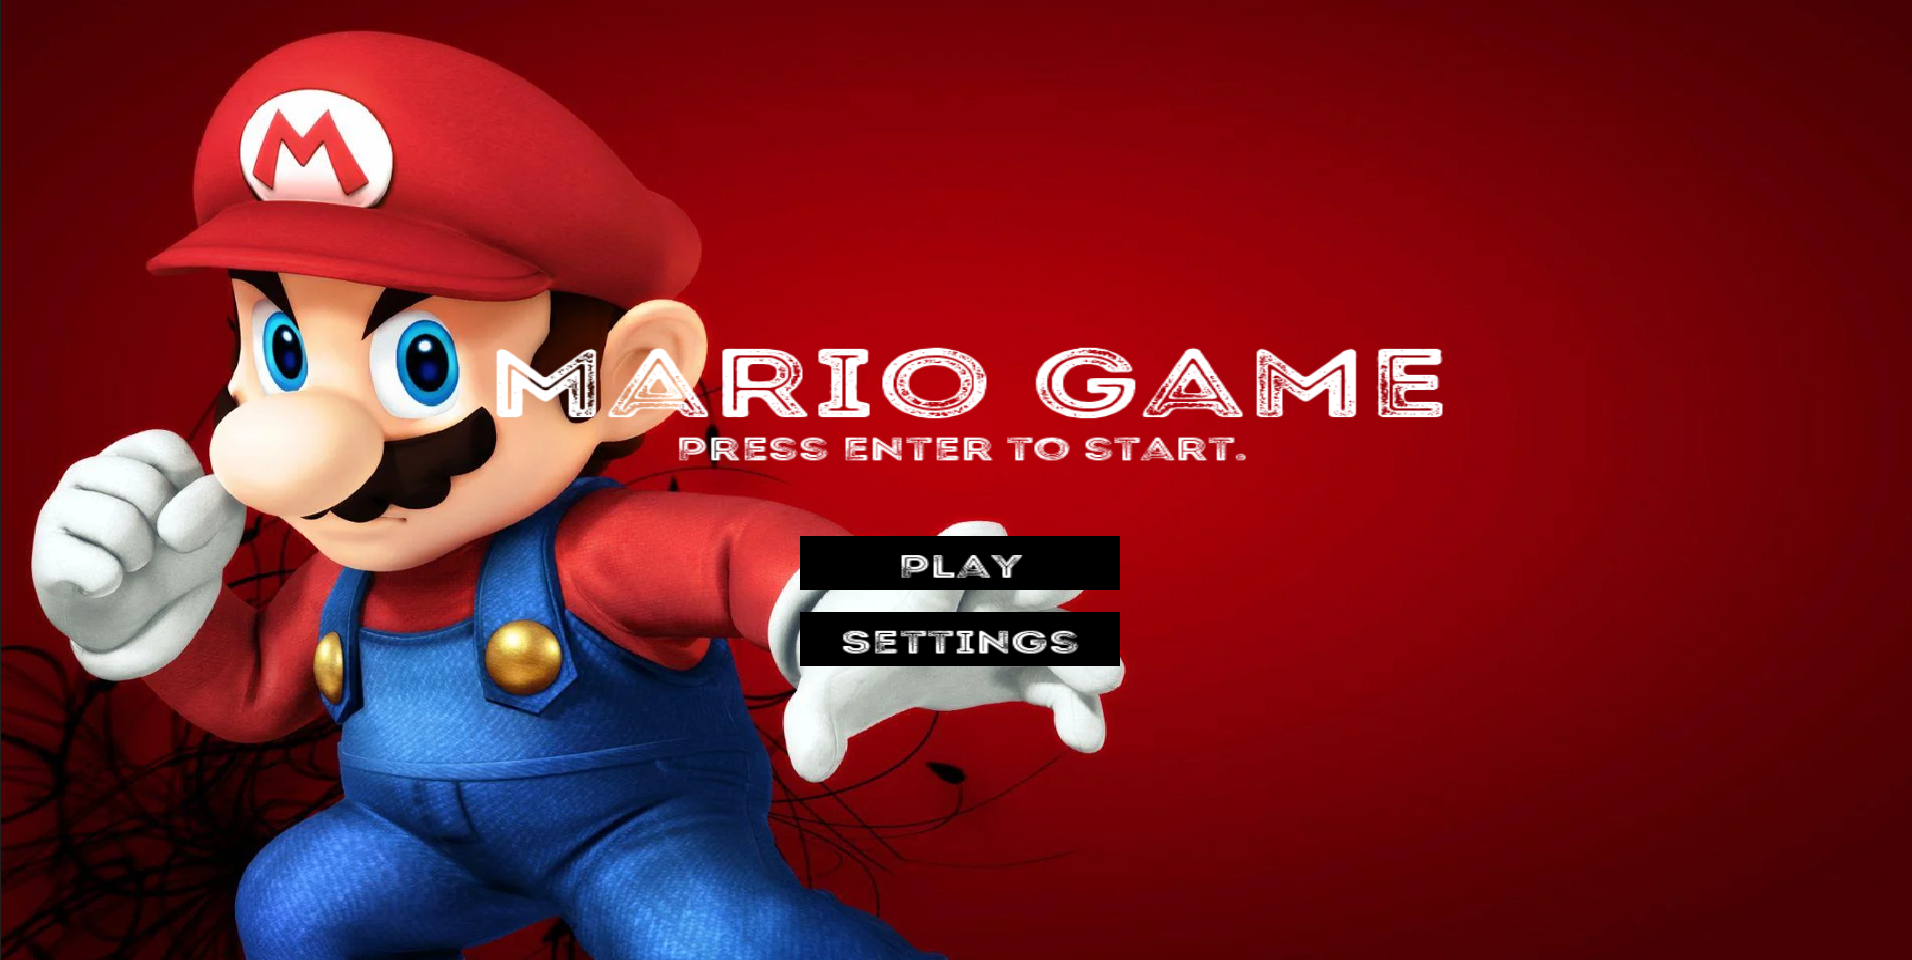 M
MARIO GAME
PRESS ENTER TO START.
PLAY
SETTINGS